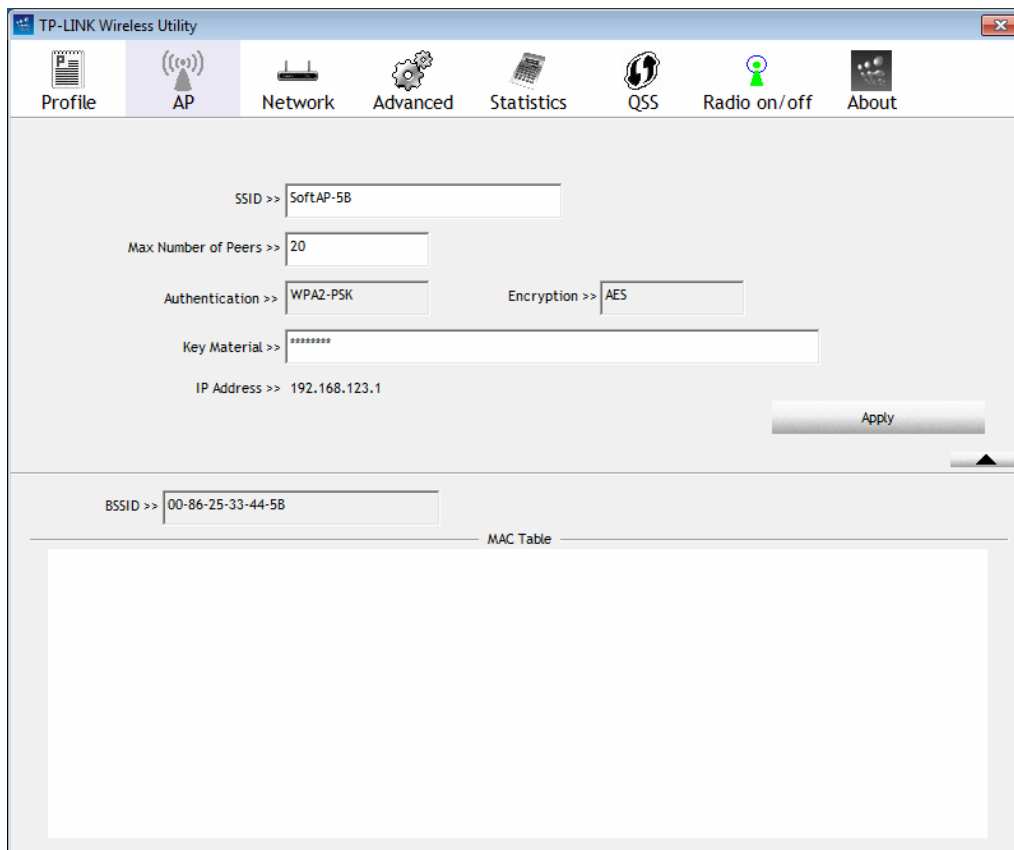 TP-LINK Wireless Utility
Profile AP Network Advanced Statistics QSS Radio on/off About
SSID >> SoftAP-5B
Max Number of Peers >> 20
Authentication >> WPA2-PSK Encryption >> AES
Key Material >> ********
IP Address >> 192.168.123.1
Apply
BSSID >> 00-86-25-33-44-5B
MAC Table